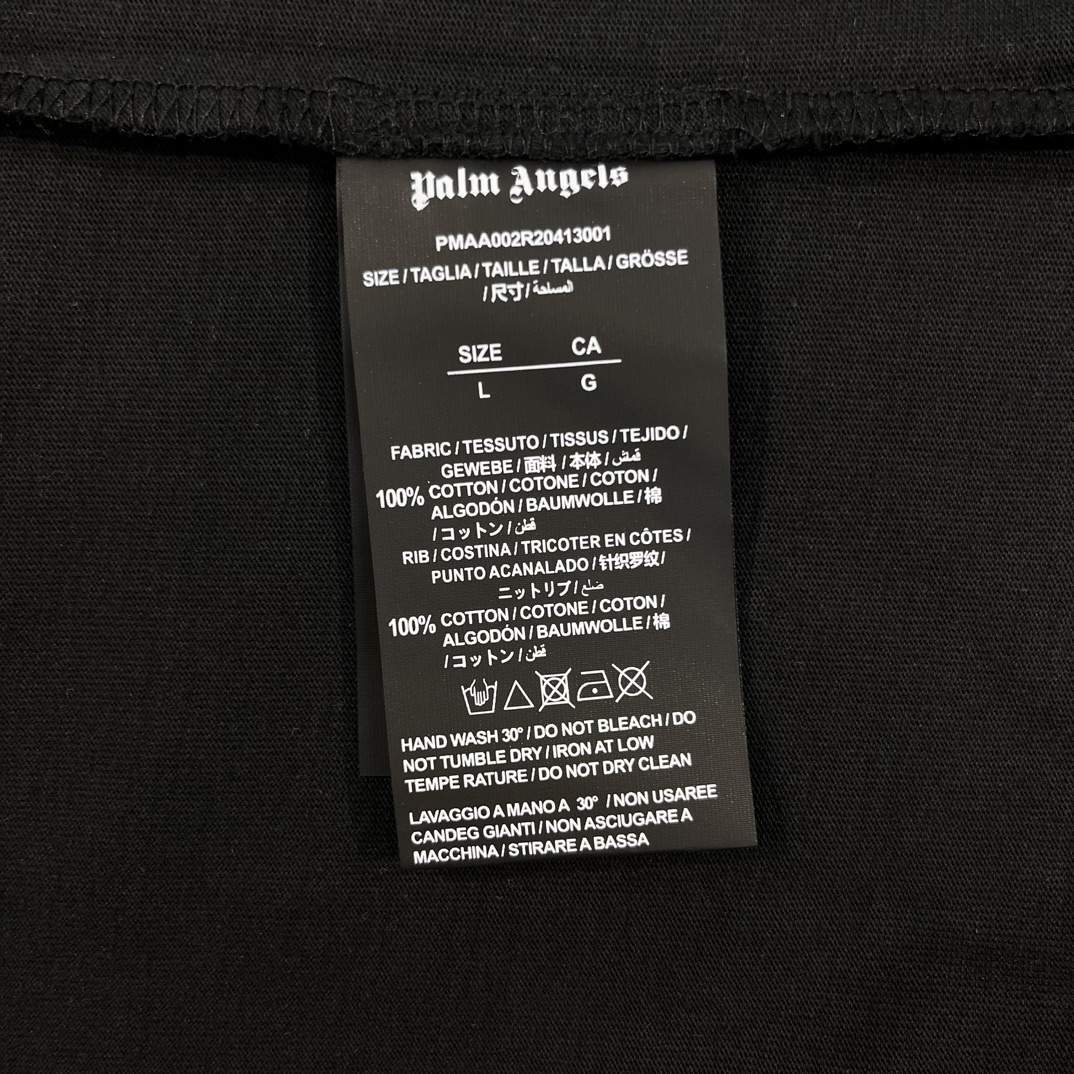 Palm Angels
PMAA002R20413001
SIZE / TAGLIA / TAILLE / TALLA / GRÖSSE
/ 尺寸 / المسلحة
SIZE CA
L G
FABRIC / TESSUTO / TISSUS / TEJIDO /
GEWEBE / 面料 / 本体 / قمش
100% COTTON / COTONE / COTON /
ALGODÓN / BAUMWOLLE / 棉
/ コットン / قطن
RIB / COSTINA / TRICOTER EN CÔTES /
PUNTO ACANALADO / 针织罗纹 /
ニットリブ / ضلع
100% COTTON / COTONE / COTON /
ALGODÓN / BAUMWOLLE / 棉
/ コットン / قطن
HAND WASH 30° / DO NOT BLEACH / DO
NOT TUMBLE DRY / IRON AT LOW
TEMPE RATURE / DO NOT DRY CLEAN
LAVAGGIO A MANO A 30° / NON USAREE
CANDEG GIANTI / NON ASCIUGARE A
MACCHINA / STIRARE A BASSA